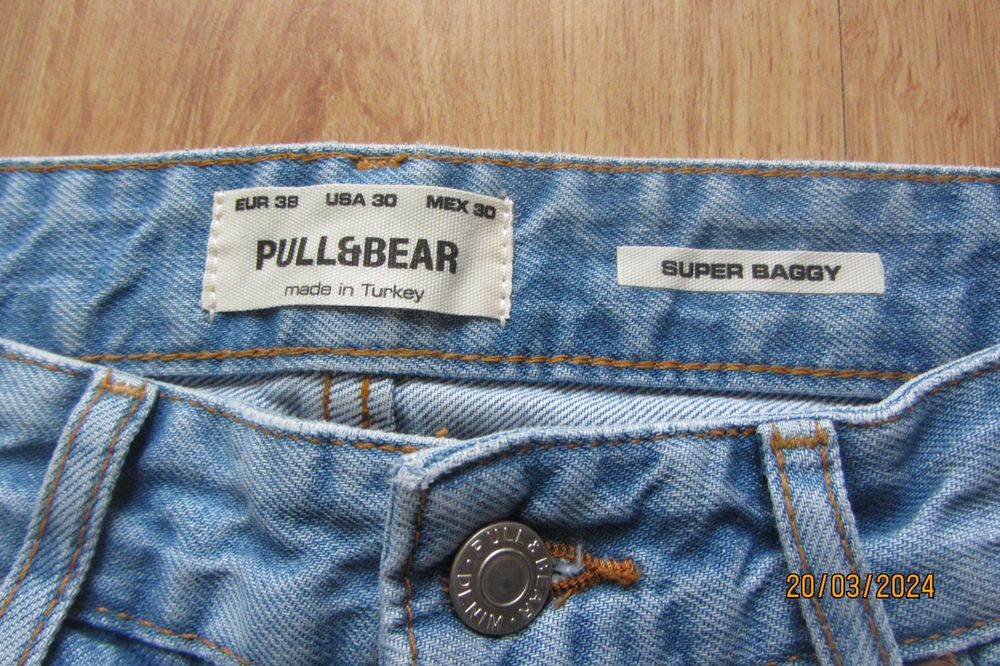 EUR 38 USA 30 MEX 30
PULL&BEAR
made in Turkey
SUPER BAGGY
PULL&BEAR
20/03/2024